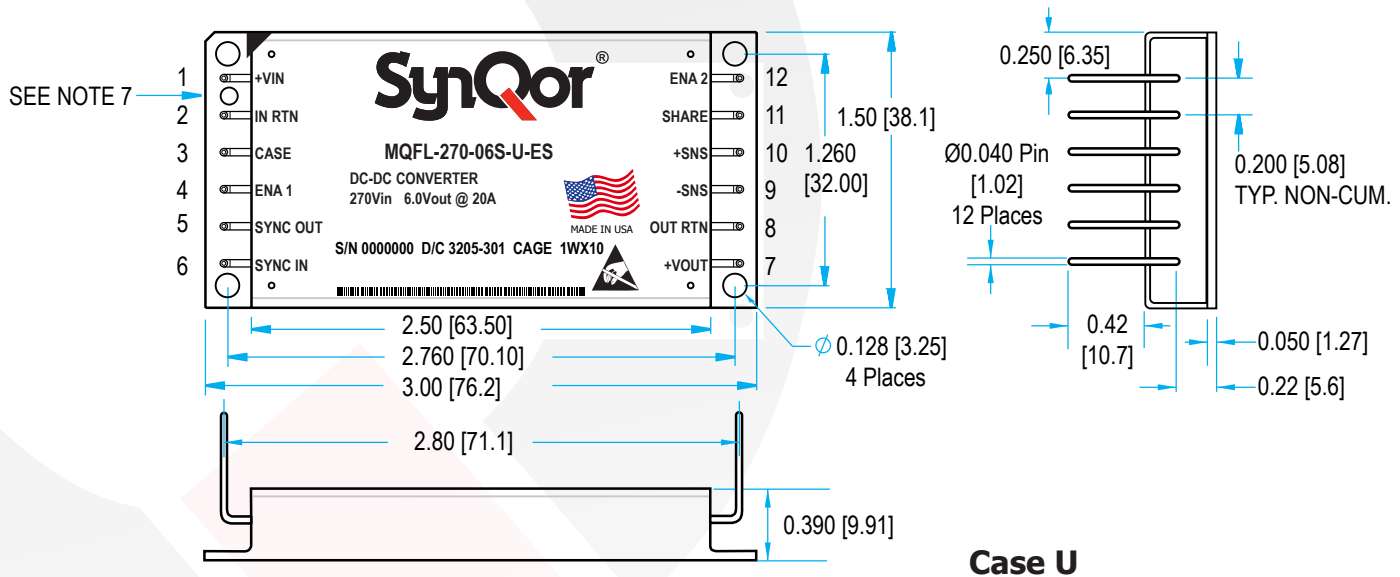 SEE NOTE 7
1
2
3
4
5
6
+VIN
IN RTN
CASE
ENA 1
SYNC OUT
SYNC IN
SynQor®
MQFL-270-06S-U-ES
DC-DC CONVERTER
270Vin 6.0Vout @ 20A
MADE IN USA
S/N 0000000 D/C 3205-301 CAGE 1WX10
ENA 2
SHARE
+SNS
-SNS
OUT RTN
+VOUT
12
11
10
9
8
7
1.260
[32.00]
1.50 [38.1]
2.50 [63.50]
2.760 [70.10]
3.00 [76.2]
Ø 0.128 [3.25]
4 Places
0.250 [6.35]
Ø0.040 Pin
[1.02]
12 Places
0.200 [5.08]
TYP. NON-CUM.
0.42
[10.7]
0.050 [1.27]
0.22 [5.6]
2.80 [71.1]
0.390 [9.91]
Case U